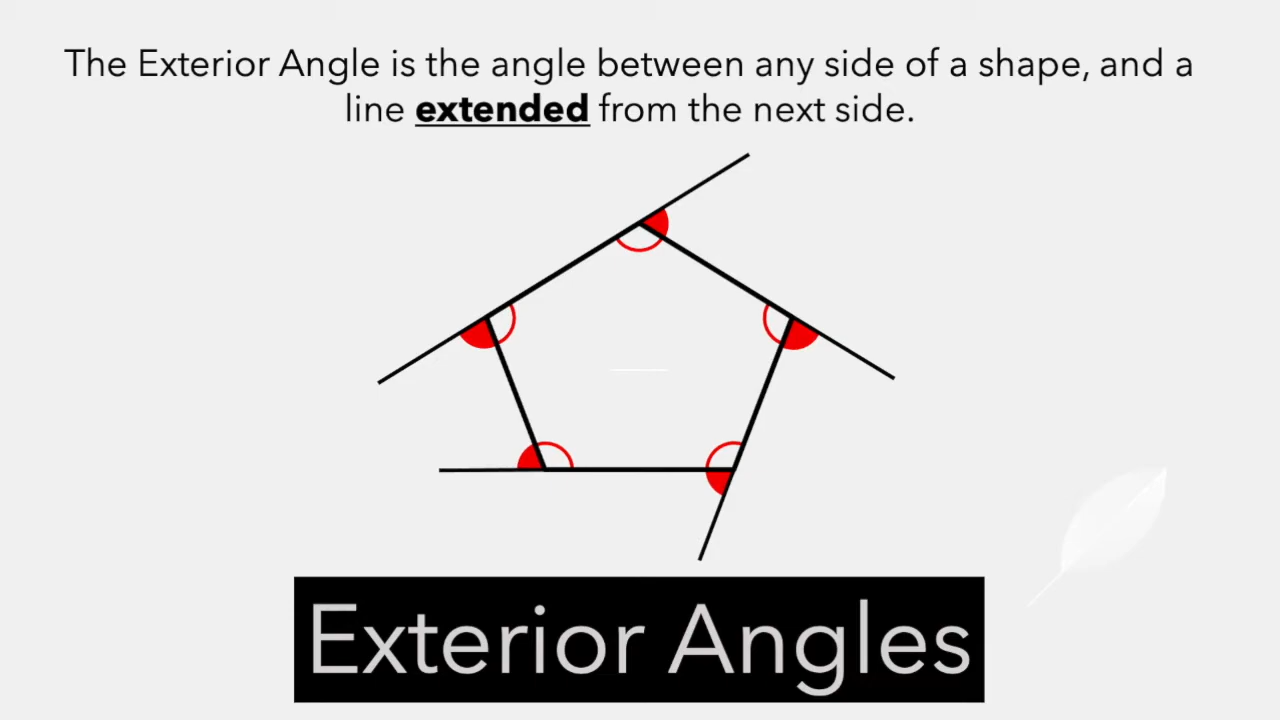 The Exterior Angle is the angle between any side of a shape, and a
line extended from the next side.
Exterior Angles